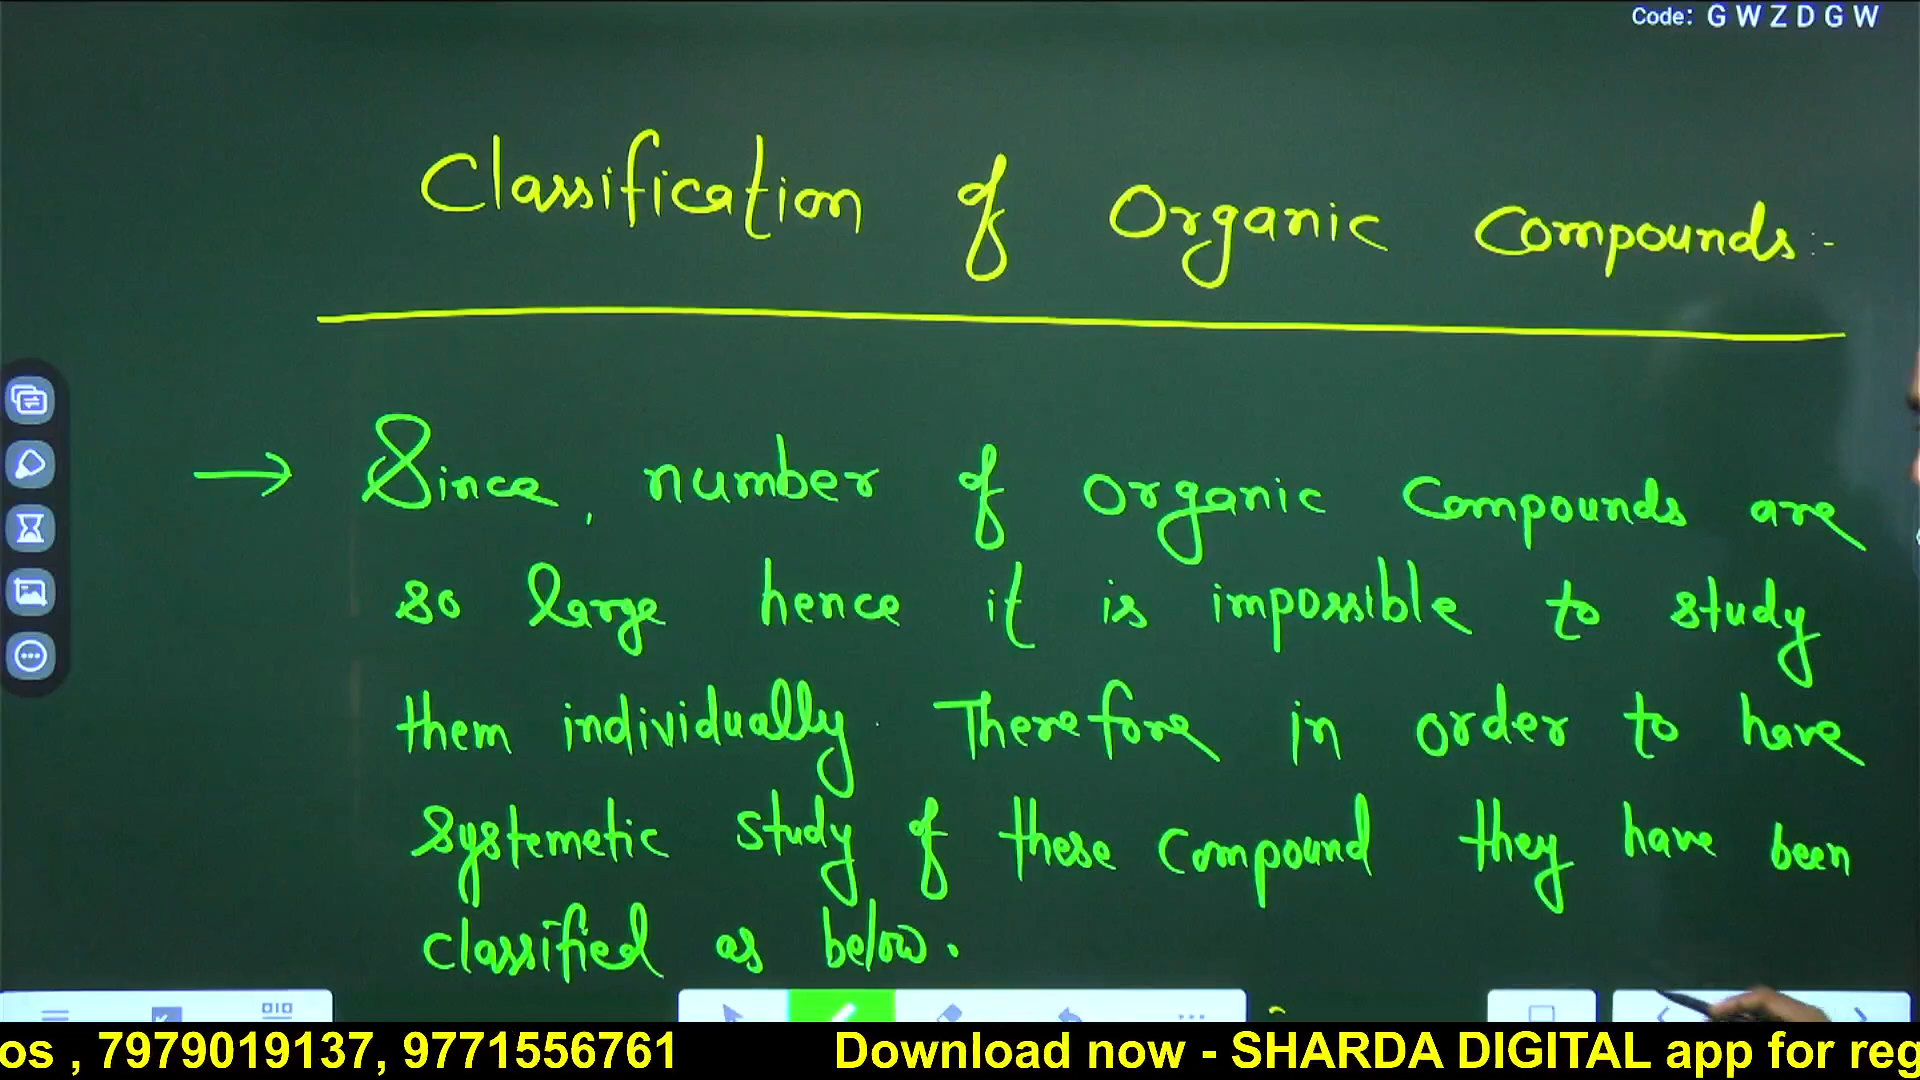 Code: GWZDGW
Classification of Organic Compounds:-
→ Since, number of organic compounds are
so large hence it is impossible to study
them individually. Therefore in order to have
systemetic study of these compound they have been
classified as below.
os , 7979019137, 9771556761 Download now - SHARDA DIGITAL app for reg